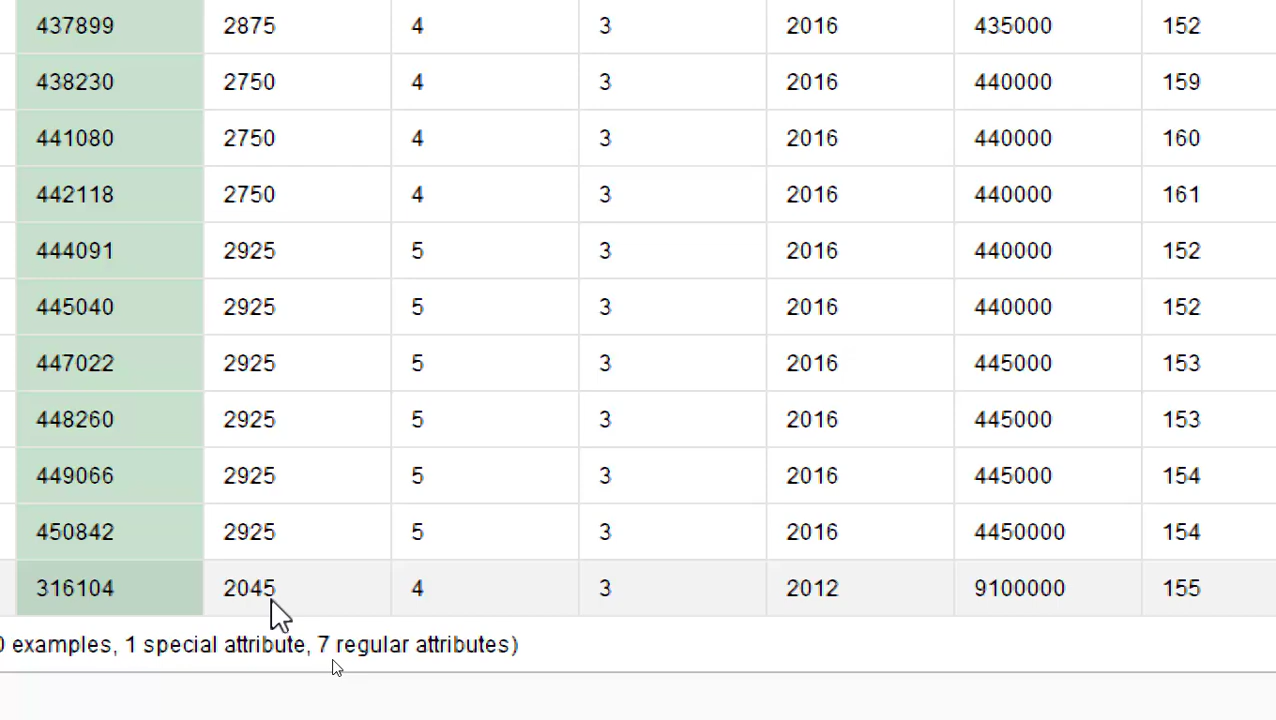 437899 2875 4 3 2016 435000 152
438230 2750 4 3 2016 440000 159
441080 2750 4 3 2016 440000 160
442118 2750 4 3 2016 440000 161
444091 2925 5 3 2016 440000 152
445040 2925 5 3 2016 440000 152
447022 2925 5 3 2016 445000 153
448260 2925 5 3 2016 445000 153
449066 2925 5 3 2016 445000 154
450842 2925 5 3 2016 4450000 154
316104 2045 4 3 2012 9100000 155
0 examples, 1 special attribute, 7 regular attributes)